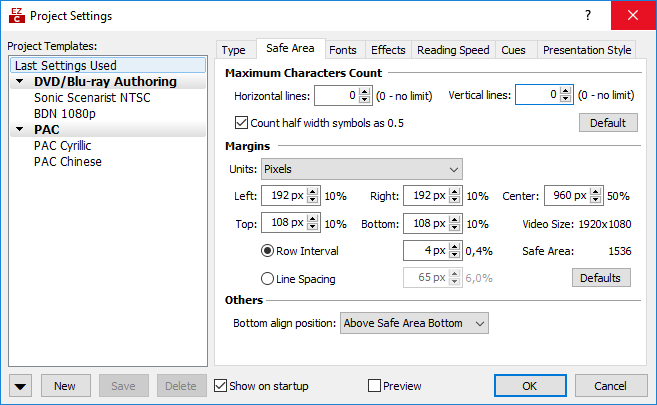 EZ
C
Project Settings
?
Project Templates:
Last Settings Used
DVD/Blu-ray Authoring
Sonic Scenarist NTSC
BDN 1080p
PAC
PAC Cyrillic
PAC Chinese
Type Safe Area Fonts Effects Reading Speed Cues Presentation Style
Maximum Characters Count
Horizontal lines: 0 (0 - no limit) Vertical lines: 0 (0 - no limit)
Count half width symbols as 0.5 Default
Margins
Units: Pixels
Left: 192 px 10% Right: 192 px 10% Center: 960 px 50%
Top: 108 px 10% Bottom: 108 px 10% Video Size: 1920x1080
Row Interval 4 px 0,4% Safe Area: 1536
Line Spacing 65 px 6,0% Defaults
Others
Bottom align position: Above Safe Area Bottom
New Save Delete Show on startup Preview OK Cancel